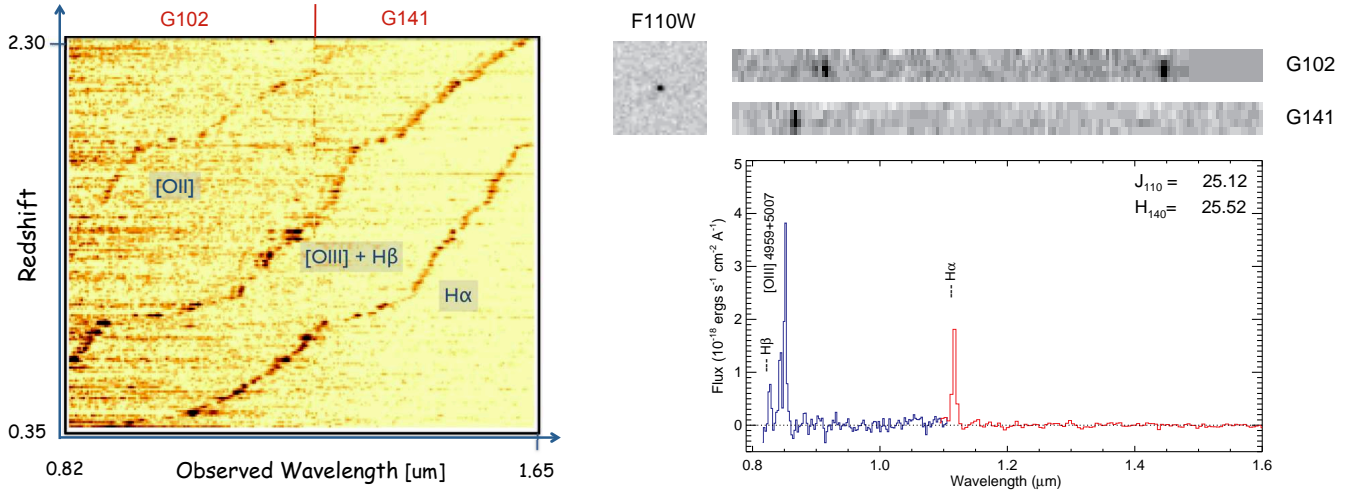 G102 G141
2.30
Redshift
[OII]
[OIII] + Hβ
Hα
0.35
0.82 Observed Wavelength [um] 1.65
F110W
G102
G141
J₁₁₀ = 25.12
H₁₄₀= 25.52
Flux (10⁻¹⁸ ergs s⁻¹ cm⁻² A⁻¹)
5
4
3
2
1
0
--- Hβ
[OIII] 4959+5007
--- Hα
0.8 1.0 1.2 1.4 1.6
Wavelength (μm)